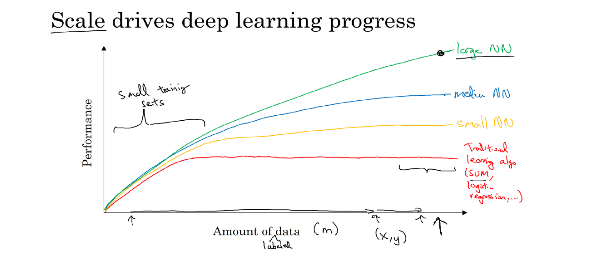 Scale drives deep learning progress
large NN
Small training
sets
medium NN
small NN
Performance
Traditional
learning algo
(SVM,
logistic
regression,...)
Amount of data (m)
labeled
(x,y)